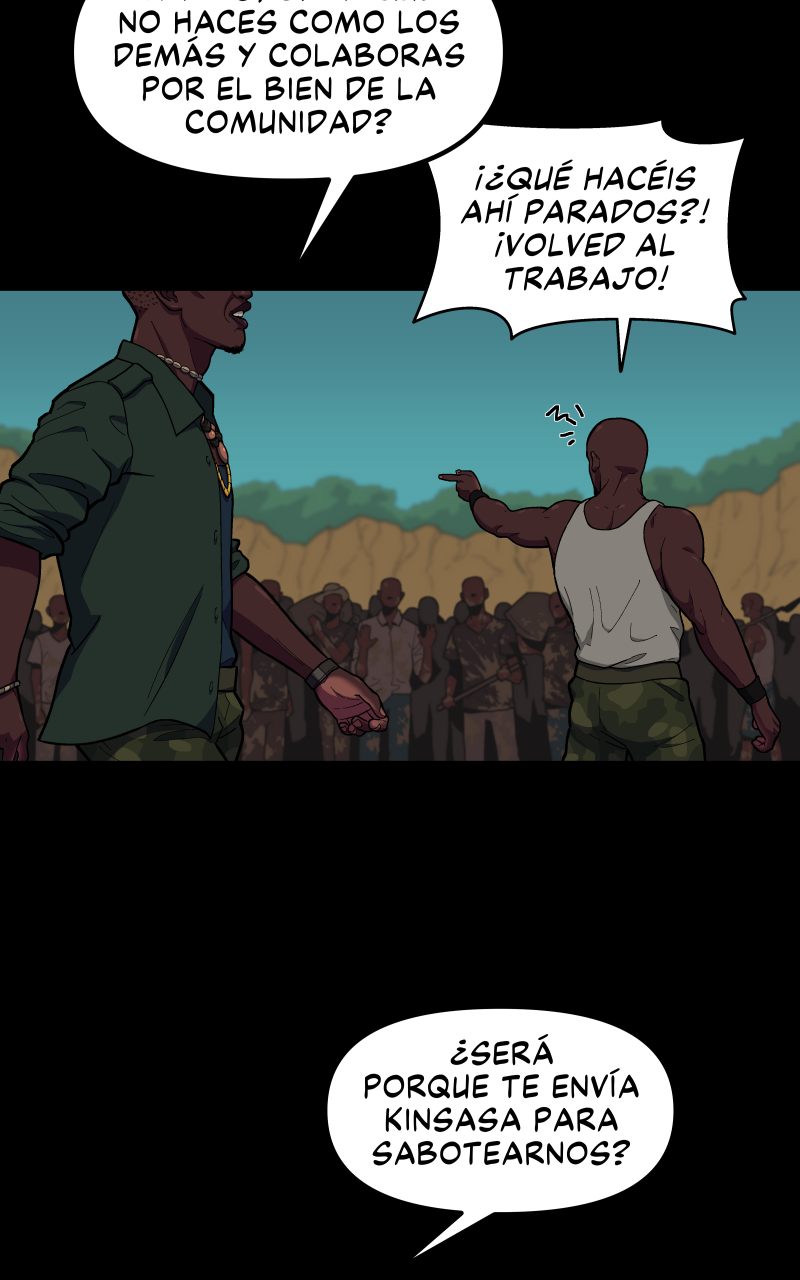 NO HACES COMO LOS
DEMÁS Y COLABORAS
POR EL BIEN DE LA
COMUNIDAD?
¡¿QUÉ HACÉIS
AHÍ PARADOS?!
¡VOLVED AL
TRABAJO!
¿SERÁ
PORQUE TE ENVÍA
KINSASA PARA
SABOTEARNOS?